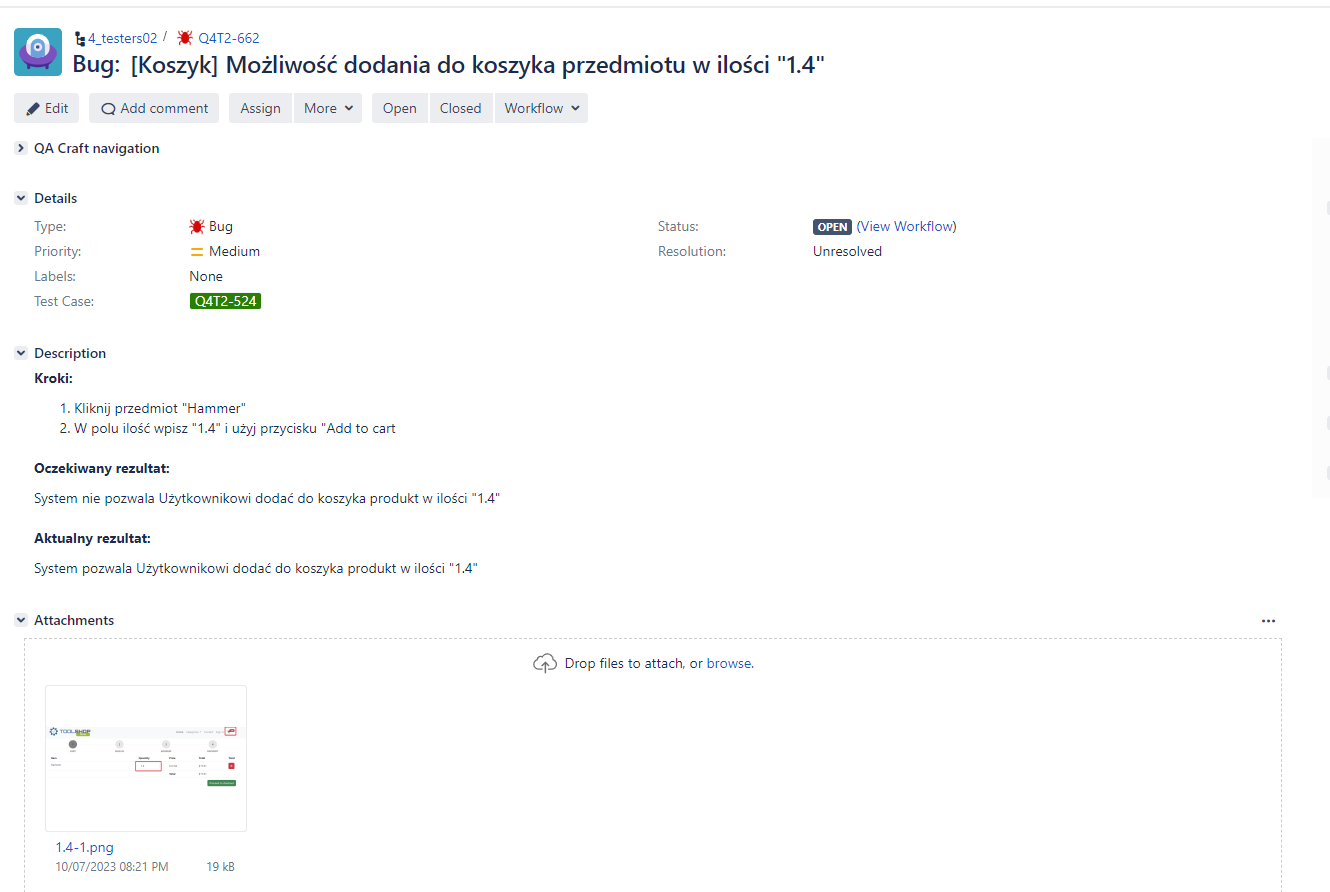 4_testers02 / Q4T2-662
Bug: [Koszyk] Możliwość dodania do koszyka przedmiotu w ilości "1.4"
Edit Add comment Assign More Open Closed Workflow
QA Craft navigation
Details
Type: Bug
Status: OPEN (View Workflow)
Priority: Medium
Resolution: Unresolved
Labels: None
Test Case: Q4T2-524
Description
Kroki:
1. Kliknij przedmiot "Hammer"
2. W polu ilość wpisz "1.4" i użyj przycisku "Add to cart
Oczekiwany rezultat:
System nie pozwala Użytkownikowi dodać do koszyka produkt w ilości "1.4"
Aktualny rezultat:
System pozwala Użytkownikowi dodać do koszyka produkt w ilości "1.4"
Attachments
Drop files to attach, or browse.
TOOLSHOP
1.4-1.png
10/07/2023 08:21 PM 19 kB